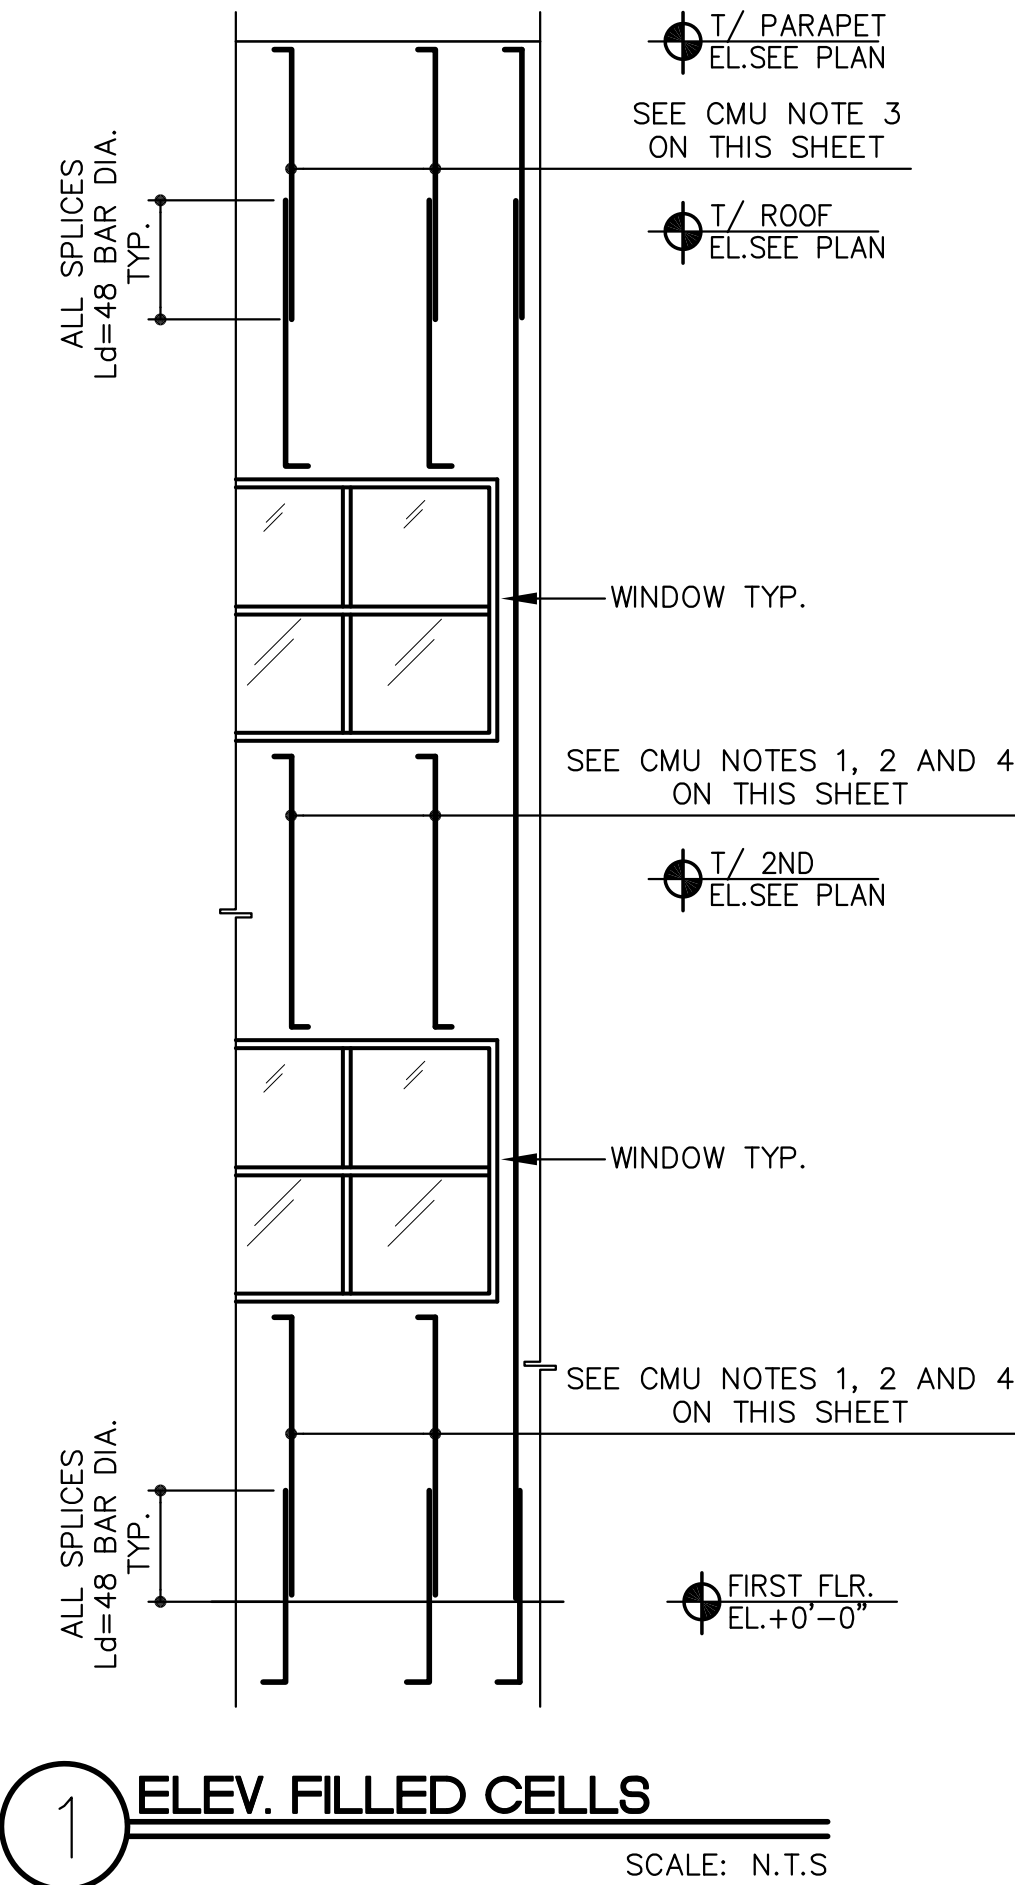 T/ PARAPET
EL.SEE PLAN
SEE CMU NOTE 3
ON THIS SHEET
ALL SPLICES
Ld=48 BAR DIA.
TYP.
T/ ROOF
EL.SEE PLAN
WINDOW TYP.
SEE CMU NOTES 1, 2 AND 4
ON THIS SHEET
T/ 2ND
EL.SEE PLAN
WINDOW TYP.
SEE CMU NOTES 1, 2 AND 4
ON THIS SHEET
ALL SPLICES
Ld=48 BAR DIA.
TYP.
FIRST FLR.
EL.+0'-0"
1
ELEV. FILLED CELLS
SCALE: N.T.S